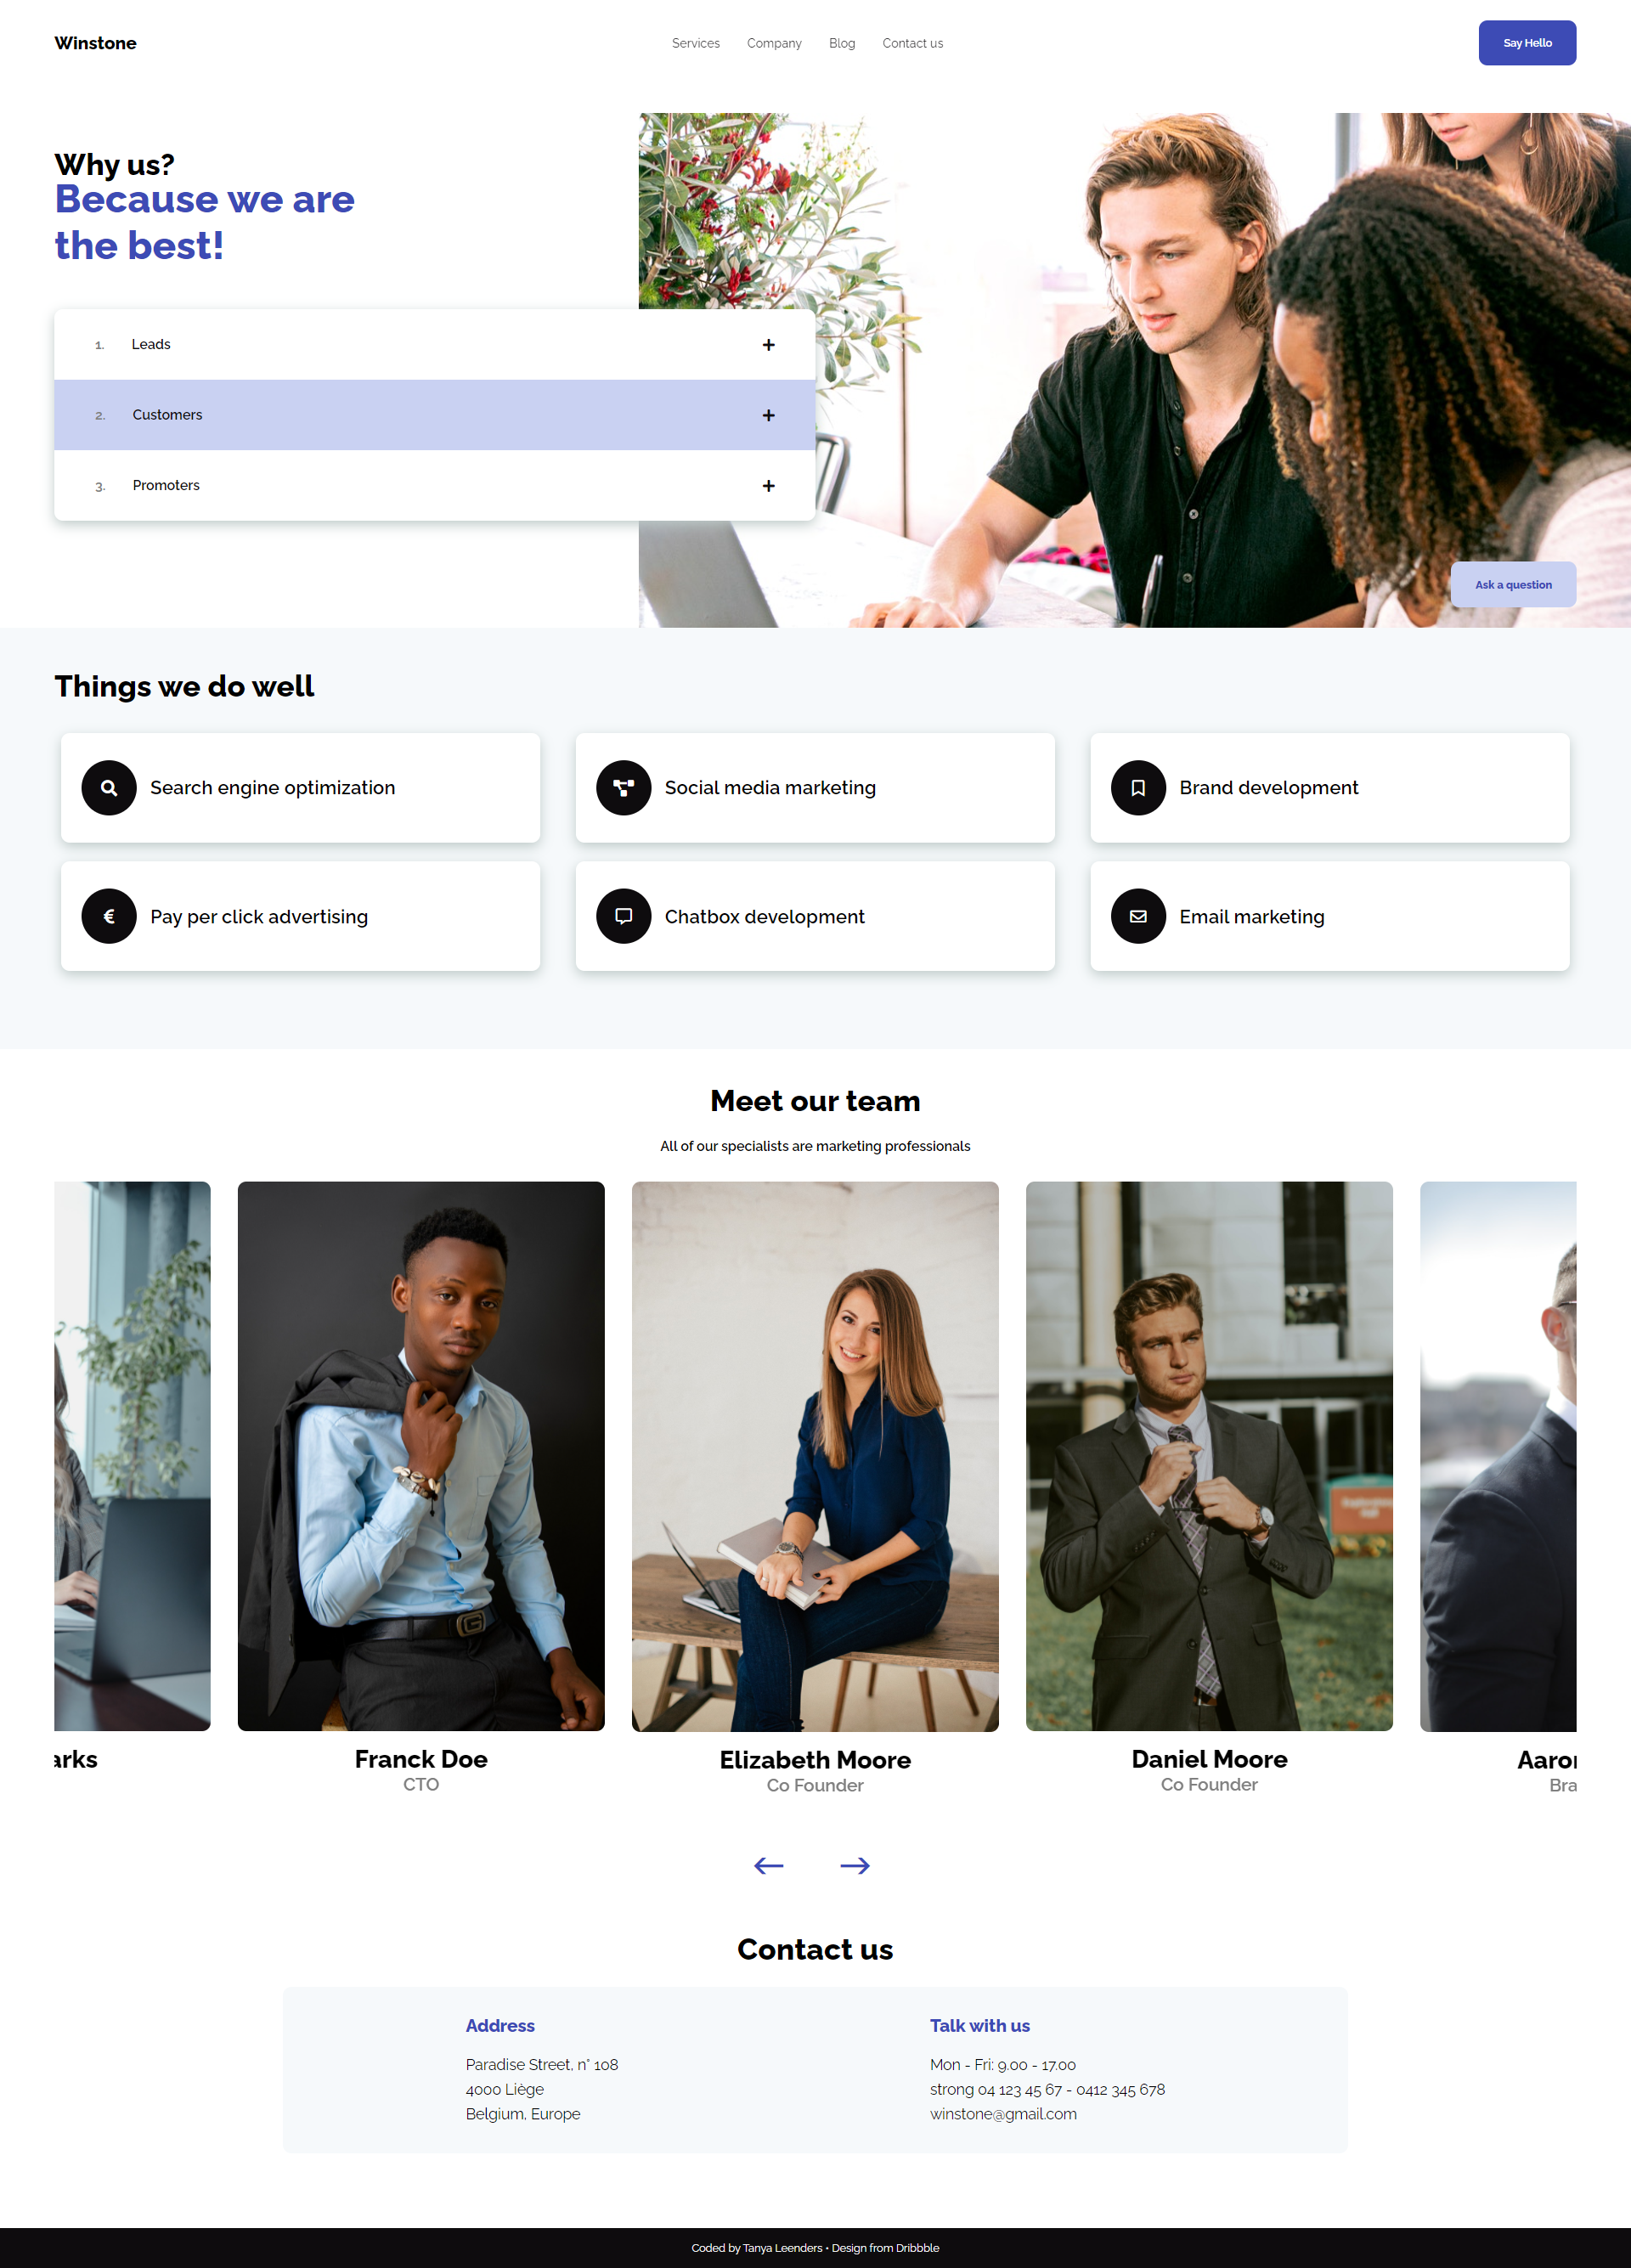 Winstone
Services
Company
Blog
Contact us
Say Hello
Why us?
Because we are
the best!
1. Leads
2. Customers
3. Promoters
Ask a question
Things we do well
Search engine optimization
Social media marketing
Brand development
Pay per click advertising
Chatbox development
Email marketing
Meet our team
All of our specialists are marketing professionals
arks
Franck Doe
CTO
Elizabeth Moore
Co Founder
Daniel Moore
Co Founder
Aaro
Bra
Contact us
Address
Paradise Street, n° 108
4000 Liège
Belgium, Europe
Talk with us
Mon - Fri: 9.00 - 17.00
strong 04 123 45 67 - 0412 345 678
winstone@gmail.com
Coded by Tanya Leenders • Design from Dribbble